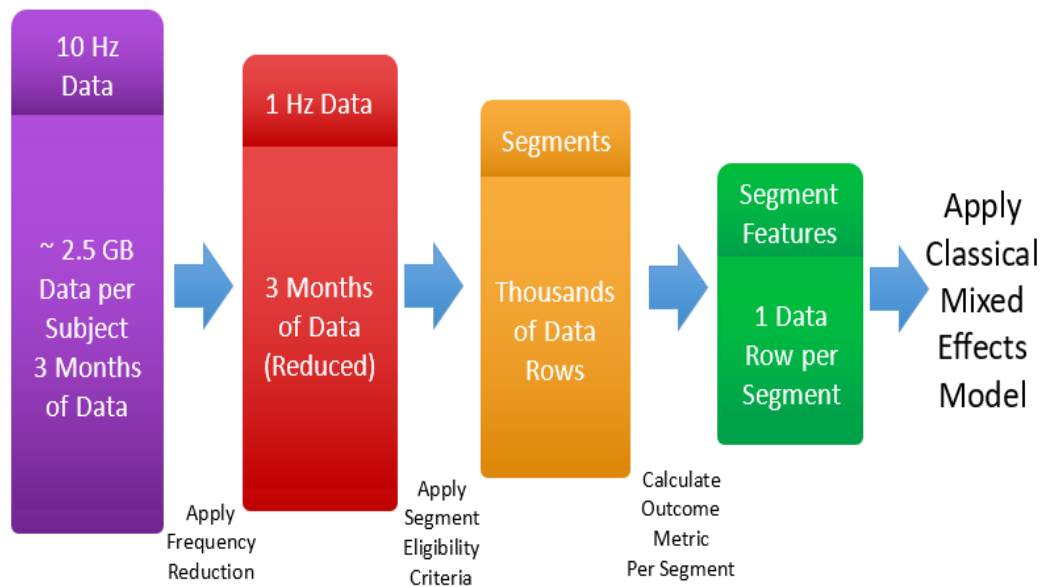 10 Hz
Data
~ 2.5 GB
Data per
Subject
3 Months
of Data
Apply
Frequency
Reduction
1 Hz Data
3 Months
of Data
(Reduced)
Apply
Segment
Eligibility
Criteria
Segments
Thousands
of Data
Rows
Calculate
Outcome
Metric
Per Segment
Segment
Features
1 Data
Row per
Segment
Apply
Classical
Mixed
Effects
Model